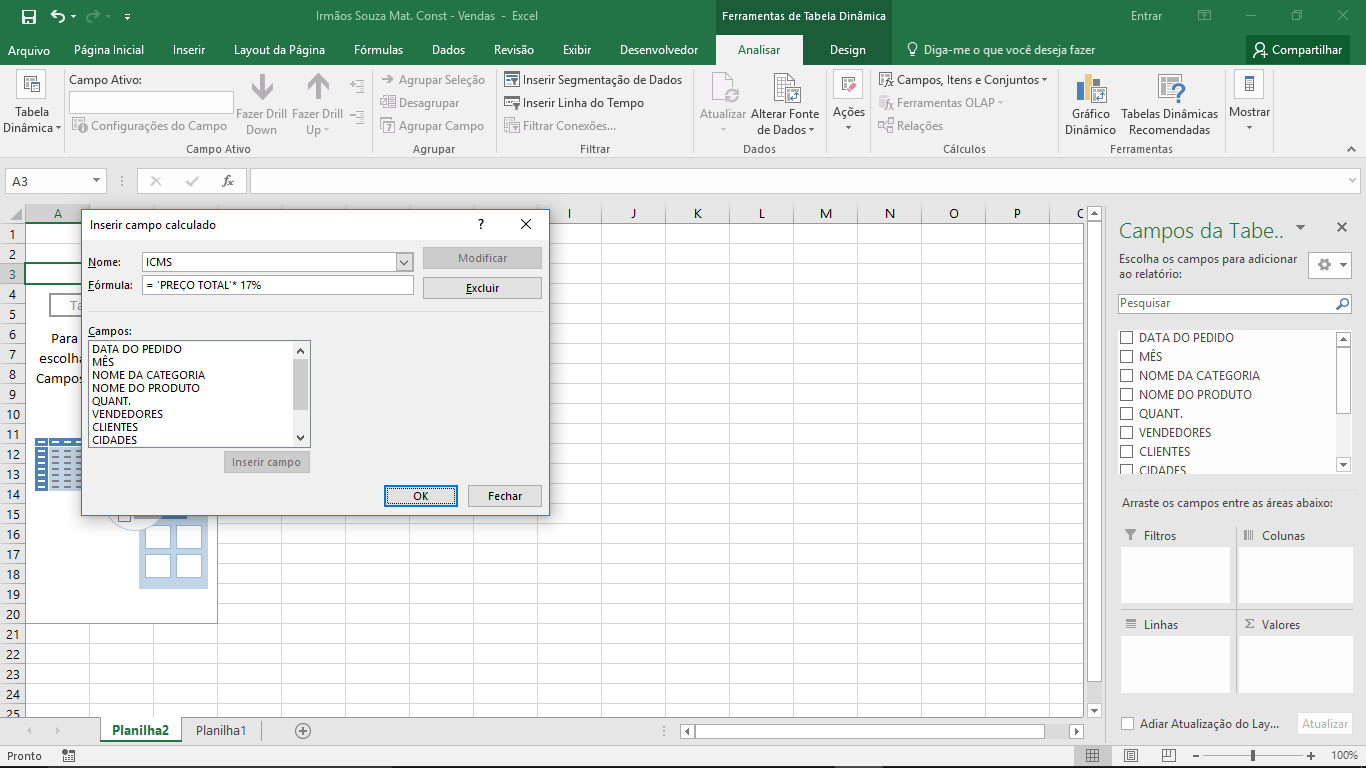 Irmãos Souza Mat. Const - Vendas - Excel
Ferramentas de Tabela Dinâmica
Entrar
Arquivo
Página Inicial
Inserir
Layout da Página
Fórmulas
Dados
Revisão
Exibir
Desenvolvedor
Analisar
Design
Diga-me o que você deseja fazer
Compartilhar
Tabela
Dinâmica
Campo Ativo:
Configurações do Campo
Fazer Drill
Down
Fazer Drill
Up
Campo Ativo
Agrupar Seleção
Desagrupar
Agrupar Campo
Agrupar
Inserir Segmentação de Dados
Inserir Linha do Tempo
Filtrar Conexões...
Filtrar
Atualizar
Alterar Fonte
de Dados
Dados
Ações
Campos, Itens e Conjuntos
Ferramentas OLAP
Relações
Cálculos
Gráfico
Dinâmico
Tabelas Dinâmicas
Recomendadas
Ferramentas
Mostrar
A3
fx
A
I
J
K
L
M
N
O
P
1
2
3
4
5
6
7
8
9
10
11
12
13
14
15
16
17
18
19
20
21
22
23
24
25
Para
Campos
Inserir campo calculado
?
Nome:
ICMS
Modificar
Fórmula:
= 'PREÇO TOTAL'* 17%
Excluir
Campos:
DATA DO PEDIDO
MÊS
NOME DA CATEGORIA
NOME DO PRODUTO
QUANT.
VENDEDORES
CLIENTES
CIDADES
Inserir campo
OK
Fechar
Campos da Tabe..
Escolha os campos para adicionar
ao relatório:
Pesquisar
DATA DO PEDIDO
MÊS
NOME DA CATEGORIA
NOME DO PRODUTO
QUANT.
VENDEDORES
CLIENTES
CIDADES
Arraste os campos entre as áreas abaixo:
Filtros
Colunas
Linhas
Σ Valores
Adiar Atualização do Lay...
Atualizar
Planilha2
Planilha1
Pronto
100%